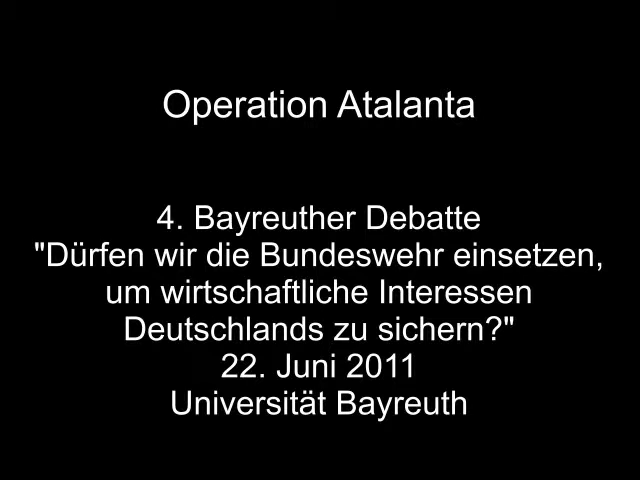 Operation Atalanta
4. Bayreuther Debatte
"Dürfen wir die Bundeswehr einsetzen,
um wirtschaftliche Interessen
Deutschlands zu sichern?"
22. Juni 2011
Universität Bayreuth